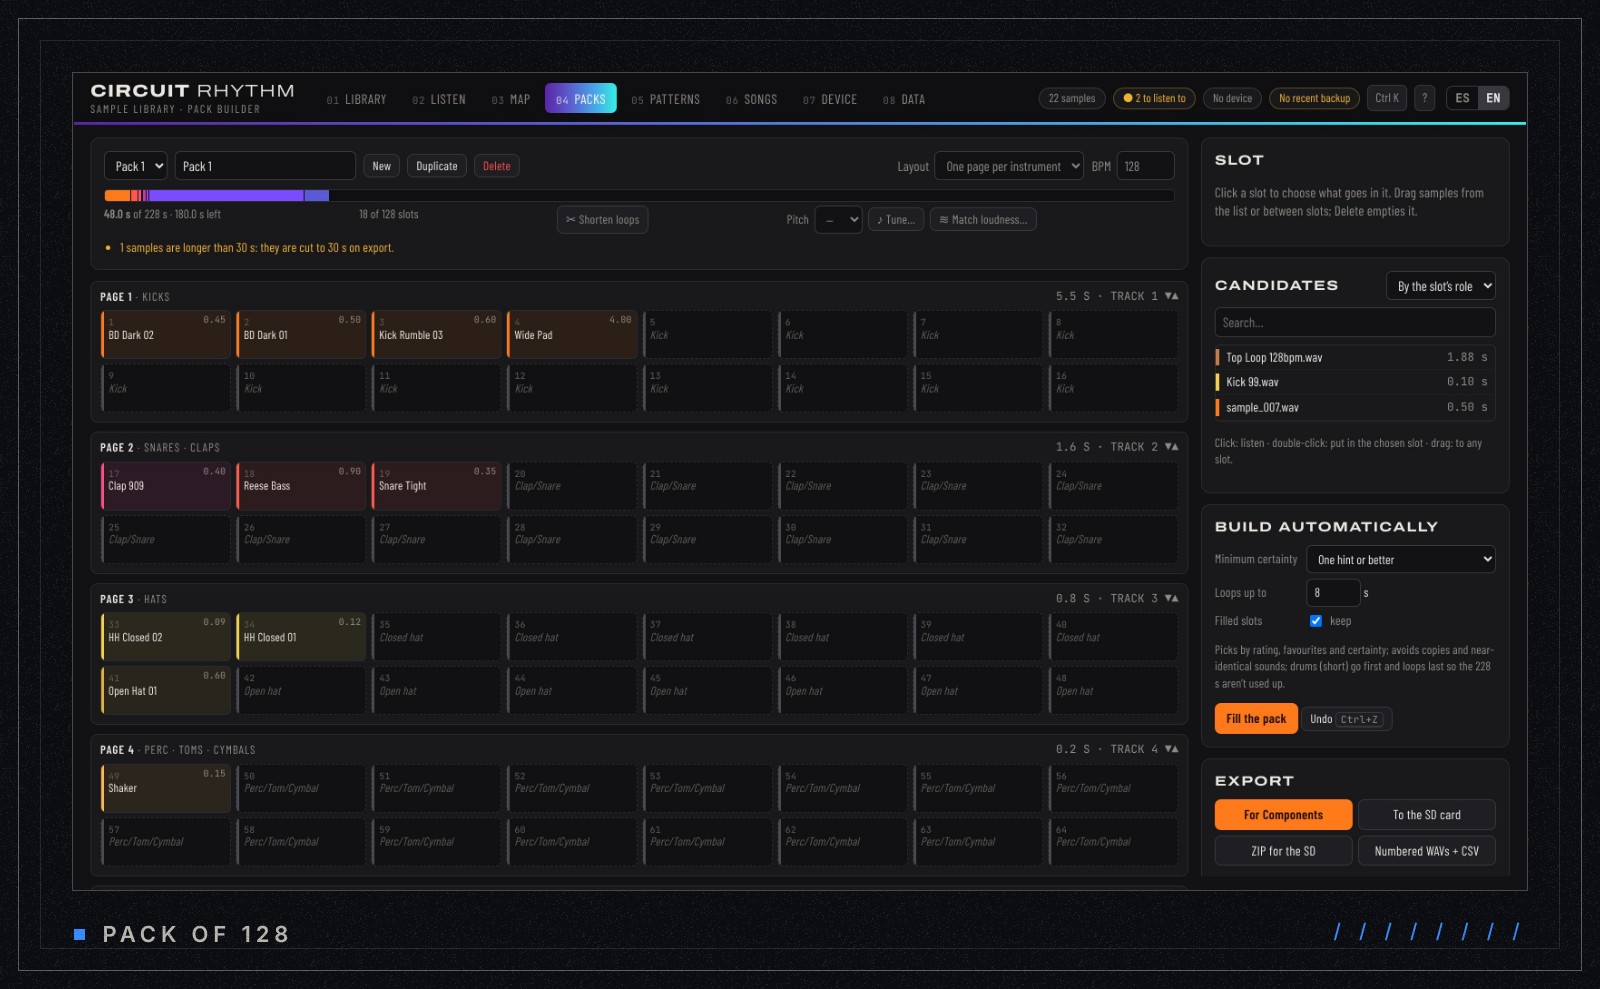 CIRCUIT RHYTHM
SAMPLE LIBRARY · PACK BUILDER
01 LIBRARY 02 LISTEN 03 MAP 04 PACKS 05 PATTERNS 06 SONGS 07 DEVICE 08 DATA
22 samples 2 to listen to No device No recent backup Ctrl K ? ES EN
Pack 1 Pack 1 New Duplicate Delete Layout One page per instrument BPM 128
48.0 s of 228 s · 180.0 s left 18 of 128 slots ✂ Shorten loops Pitch – ♪ Tune... ≋ Match loudness...
• 1 samples are longer than 30 s: they are cut to 30 s on export.
PAGE 1 · KICKS 5.5 S · TRACK 1 ▼▲
1 0.45 2 0.50 3 0.60 4 4.00 5 6 7 8
BD Dark 02 BD Dark 01 Kick Rumble 03 Wide Pad Kick Kick Kick Kick
9 10 11 12 13 14 15 16
Kick Kick Kick Kick Kick Kick Kick Kick
PAGE 2 · SNARES · CLAPS 1.6 S · TRACK 2 ▼▲
17 0.40 18 0.90 19 0.35 20 21 22 23 24
Clap 909 Reese Bass Snare Tight Clap/Snare Clap/Snare Clap/Snare Clap/Snare Clap/Snare
25 26 27 28 29 30 31 32
Clap/Snare Clap/Snare Clap/Snare Clap/Snare Clap/Snare Clap/Snare Clap/Snare Clap/Snare
PAGE 3 · HATS 0.8 S · TRACK 3 ▼▲
33 0.09 34 0.12 35 36 37 38 39 40
HH Closed 02 HH Closed 01 Closed hat Closed hat Closed hat Closed hat Closed hat Closed hat
41 0.60 42 43 44 45 46 47 48
Open Hat 01 Open hat Open hat Open hat Open hat Open hat Open hat Open hat
PAGE 4 · PERC · TOMS · CYMBALS 0.2 S · TRACK 4 ▼▲
49 0.15 50 51 52 53 54 55 56
Shaker Perc/Tom/Cymbal Perc/Tom/Cymbal Perc/Tom/Cymbal Perc/Tom/Cymbal Perc/Tom/Cymbal Perc/Tom/Cymbal Perc/Tom/Cymbal
57 58 59 60 61 62 63 64
Perc/Tom/Cymbal Perc/Tom/Cymbal Perc/Tom/Cymbal Perc/Tom/Cymbal Perc/Tom/Cymbal Perc/Tom/Cymbal Perc/Tom/Cymbal Perc/Tom/Cymbal
SLOT
Click a slot to choose what goes in it. Drag samples from
the list or between slots; Delete empties it.
CANDIDATES By the slot's role
Search...
Top Loop 128bpm.wav 1.88 s
Kick 99.wav 0.10 s
sample_007.wav 0.50 s
Click: listen · double-click: put in the chosen slot · drag: to any
slot.
BUILD AUTOMATICALLY
Minimum certainty One hint or better
Loops up to 8 s
Filled slots keep
Picks by rating, favourites and certainty; avoids copies and near-
identical sounds; drums (short) go first and loops last so the 228
s aren't used up.
Fill the pack Undo Ctrl+Z
EXPORT
For Components To the SD card
ZIP for the SD Numbered WAVs + CSV
PACK OF 128 / / / / / / / /